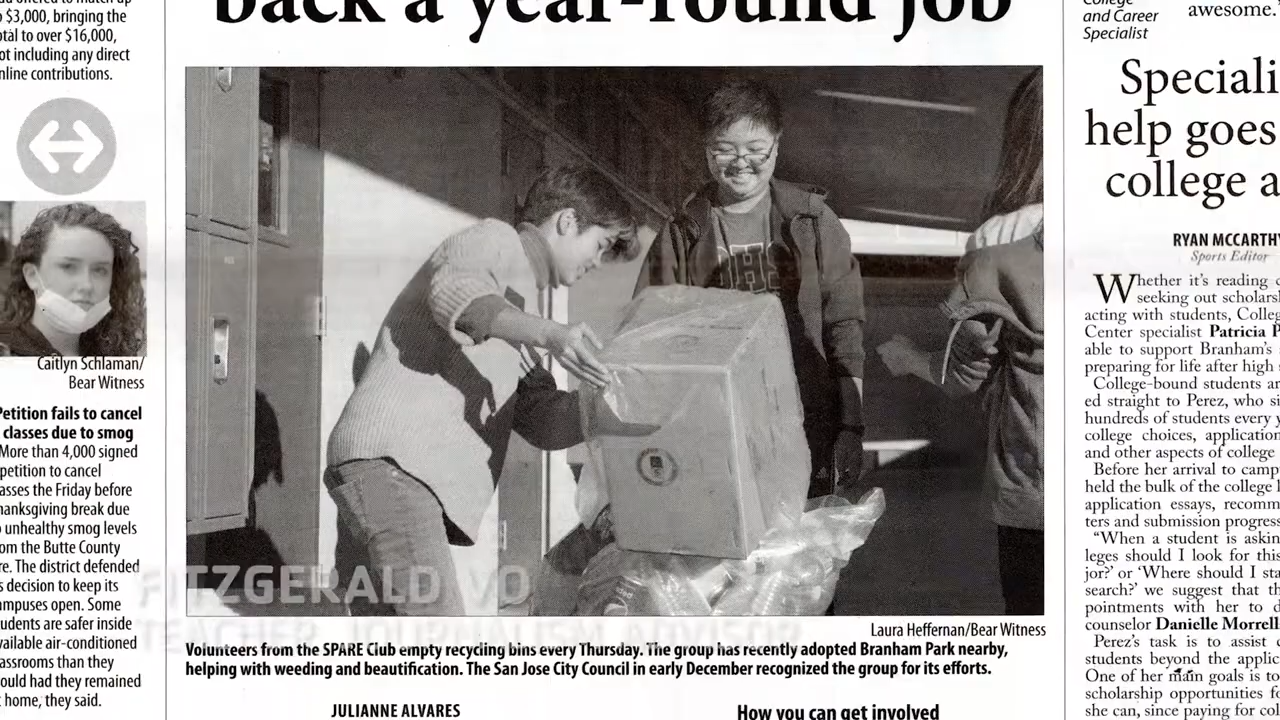 $3,000, bringing the
total to over $16,000,
not including any direct
online contributions.
Caitlyn Schlaman/
Bear Witness
Petition fails to cancel
classes due to smog
More than 4,000 signed
petition to cancel
classes the Friday before
Thanksgiving break due
unhealthy smog levels
from the Butte County
The district defended
decision to keep its
campuses open. Some
students are safer inside
available air-conditioned
classrooms than they
would had they remained
home, they said.
back a year-round job
BHS
Laura Heffernan/Bear Witness
Volunteers from the SPARE Club empty recycling bins every Thursday. The group has recently adopted Branham Park nearby,
helping with weeding and beautification. The San Jose City Council in early December recognized the group for its efforts.
FITZGERALD VO
TEACHER, JOURNALISM ADVISOR
JULIANNE ALVARES
How you can get involved
College
and Career
Specialist
awesome.
Speciali
help goes
college a
RYAN MCCARTHY
Sports Editor
Whether it's reading
seeking out scholarsh
acting with students, Colleg
Center specialist Patricia P
able to support Branham's
preparing for life after high
College-bound students ar
ed straight to Perez, who si
hundreds of students every y
college choices, application
and other aspects of college
Before her arrival to camp
held the bulk of the college
application essays, recomm
ters and submission progres
"When a student is askin
leges should I look for this
jor?' or 'Where should I sta
search?' we suggest that th
pointments with her to
counselor Danielle Morrell
Perez's task is to assist
students beyond the applic
One of her main goals is to
scholarship opportunities fo
she can, since paying for col